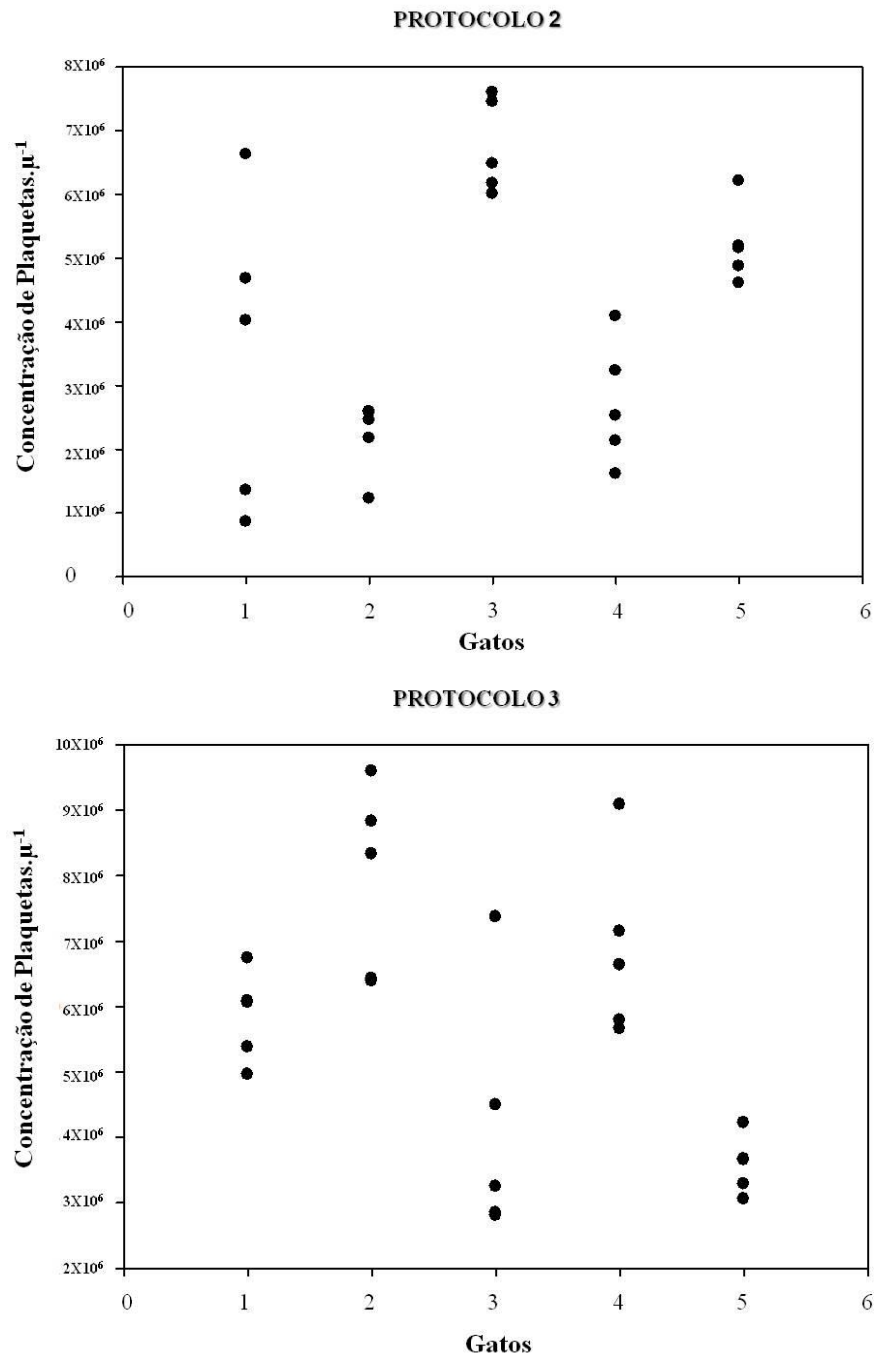 PROTOCOLO 2
Concentração de Plaquetas.µ⁻¹
8X10⁶
7X10⁶
6X10⁶
5X10⁶
4X10⁶
3X10⁶
2X10⁶
1X10⁶
0
0 1 2 3 4 5 6
Gatos
PROTOCOLO 3
Concentração de Plaquetas.µ⁻¹
10X10⁶
9X10⁶
8X10⁶
7X10⁶
6X10⁶
5X10⁶
4X10⁶
3X10⁶
2X10⁶
0 1 2 3 4 5 6
Gatos